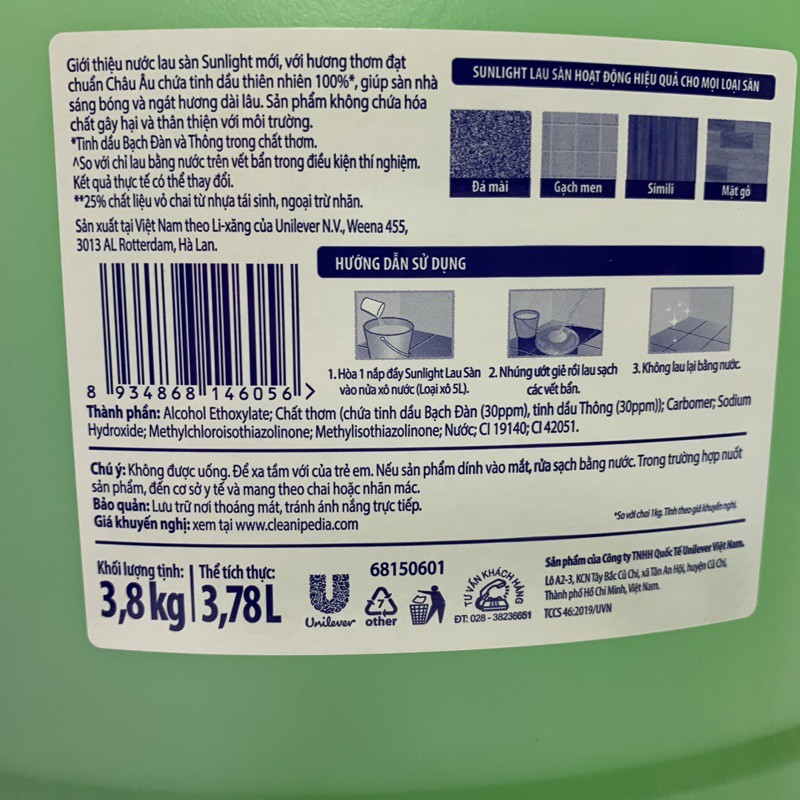 Giới thiệu nước lau sàn Sunlight mới, với hương thơm đạt
chuẩn Châu Âu chứa tinh dầu thiên nhiên 100%*, giúp sàn nhà
sáng bóng và ngát hương dài lâu. Sản phẩm không chứa hóa
chất gây hại và thân thiện với môi trường.
*Tinh dầu Bạch Đàn và Thông trong chất thơm.
^So với chỉ lau bằng nước trên vết bẩn trong điều kiện thí nghiệm.
Kết quả thực tế có thể thay đổi.
**25% chất liệu vỏ chai từ nhựa tái sinh, ngoại trừ nhãn.
Sản xuất tại Việt Nam theo Li-xăng của Unilever N.V., Weena 455,
3013 AL Rotterdam, Hà Lan.
SUNLIGHT LAU SÀN HOẠT ĐỘNG HIỆU QUẢ CHO MỌI LOẠI SÀN
Đá mài
Gạch men
Simili
Mặt gỗ
HƯỚNG DẪN SỬ DỤNG
1. Hòa 1 nắp đầy Sunlight Lau Sàn
vào nửa xô nước (Loại xô 5L).
2. Nhúng ướt giẻ rồi lau sạch
các vết bẩn.
3. Không lau lại bằng nước.
8 934868 146056 >
Thành phần: Alcohol Ethoxylate; Chất thơm (chứa tinh dầu Bạch Đàn (30ppm), tinh dầu Thông (30ppm)); Carbomer; Sodium
Hydroxide; Methylchloroisothiazolinone; Methylisothiazolinone; Nước; CI 19140; CI 42051.
Chú ý: Không được uống. Để xa tầm với của trẻ em. Nếu sản phẩm dính vào mắt, rửa sạch bằng nước. Trong trường hợp nuốt
sản phẩm, đến cơ sở y tế và mang theo chai hoặc nhãn mác.
Bảo quản: Lưu trữ nơi thoáng mát, tránh ánh nắng trực tiếp.
Giá khuyến nghị: xem tại www.cleanipedia.com
*So với chai 1kg. Tính theo giá khuyến nghị.
Khối lượng tịnh:
3,8 kg
Thể tích thực:
3,78L
68150601
Unilever
7
other
TƯ VẤN KHÁCH HÀNG
ĐT: 028 - 38236651
Sản phẩm của Công ty TNHH Quốc Tế Unilever Việt Nam.
Lô A2-3, KCN Tây Bắc Củ Chi, xã Tân An Hội, huyện Củ Chi,
Thành phố Hồ Chí Minh, Việt Nam.
TCCS 46:2019/UVN